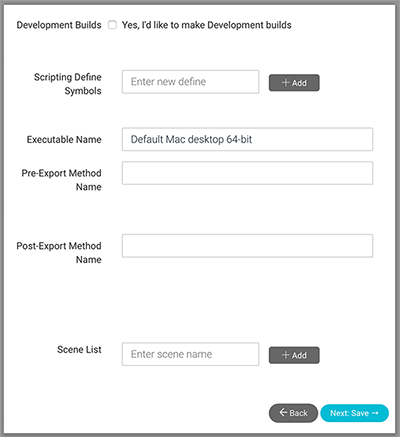 Development Builds Yes, I'd like to make Development builds
Scripting Define
Symbols
Enter new define
+ Add
Executable Name
Default Mac desktop 64-bit
Pre-Export Method
Name
Post-Export Method
Name
Scene List
Enter scene name
+ Add
← Back
Next: Save →